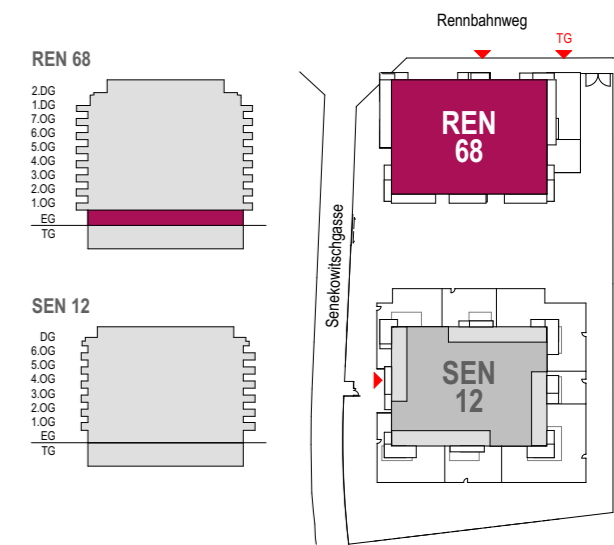 REN 68
2.DG
1.DG
7.OG
6.OG
5.OG
4.OG
3.OG
2.OG
1.OG
EG
TG
SEN 12
DG
6.OG
5.OG
4.OG
3.OG
2.OG
1.OG
EG
TG
Rennbahnweg
TG
REN
68
Senekowitschgasse
SEN
12